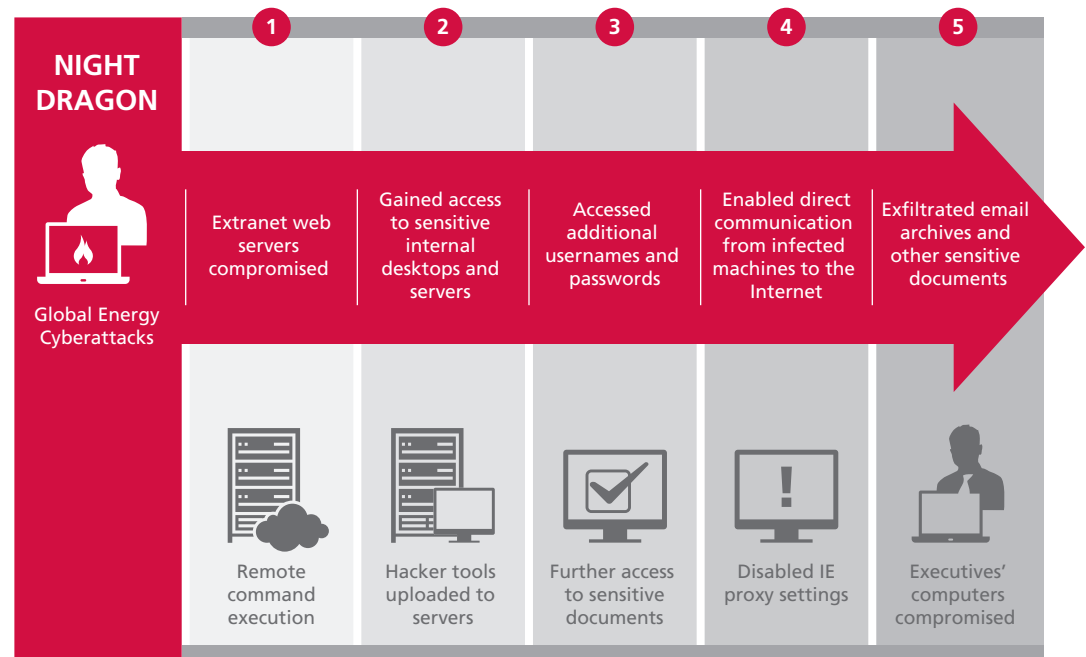 1
2
3
4
5
NIGHT
DRAGON
Global Energy
Cyberattacks
Extranet web
servers
compromised
Gained access
to sensitive
internal
desktops and
servers
Accessed
additional
usernames and
passwords
Enabled direct
communication
from infected
machines to the
Internet
Exfiltrated email
archives and
other sensitive
documents
Remote
command
execution
Hacker tools
uploaded to
servers
Further access
to sensitive
documents
Disabled IE
proxy settings
Executives’
computers
compromised